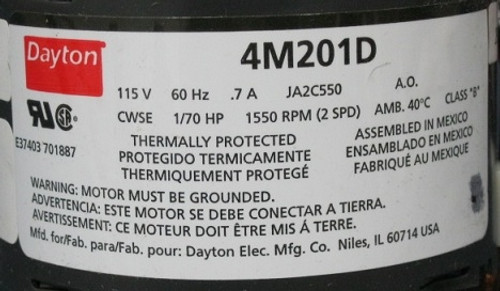 Dayton
4M201D
115 V 60 Hz .7 A JA2C550 A.O.
CWSE 1/70 HP 1550 RPM (2 SPD) AMB. 40°C CLASS "B"
E37403 701887
THERMALLY PROTECTED
PROTEGIDO TERMICAMENTE
THERMIQUEMENT PROTEGÉ
ASSEMBLED IN MEXICO
ENSAMBLADO EN MEXICO
FABRIQUÉ AU MEXIQUE
WARNING: MOTOR MUST BE GROUNDED.
ADVERTENCIA: ESTE MOTOR SE DEBE CONECTAR A TIERRA.
AVERTISSEMENT: CE MOTEUR DOIT ÊTRE MIS Á TERRE.
Mfd. for/Fab. para/Fab. pour: Dayton Elec. Mfg. Co. Niles, IL 60714 USA